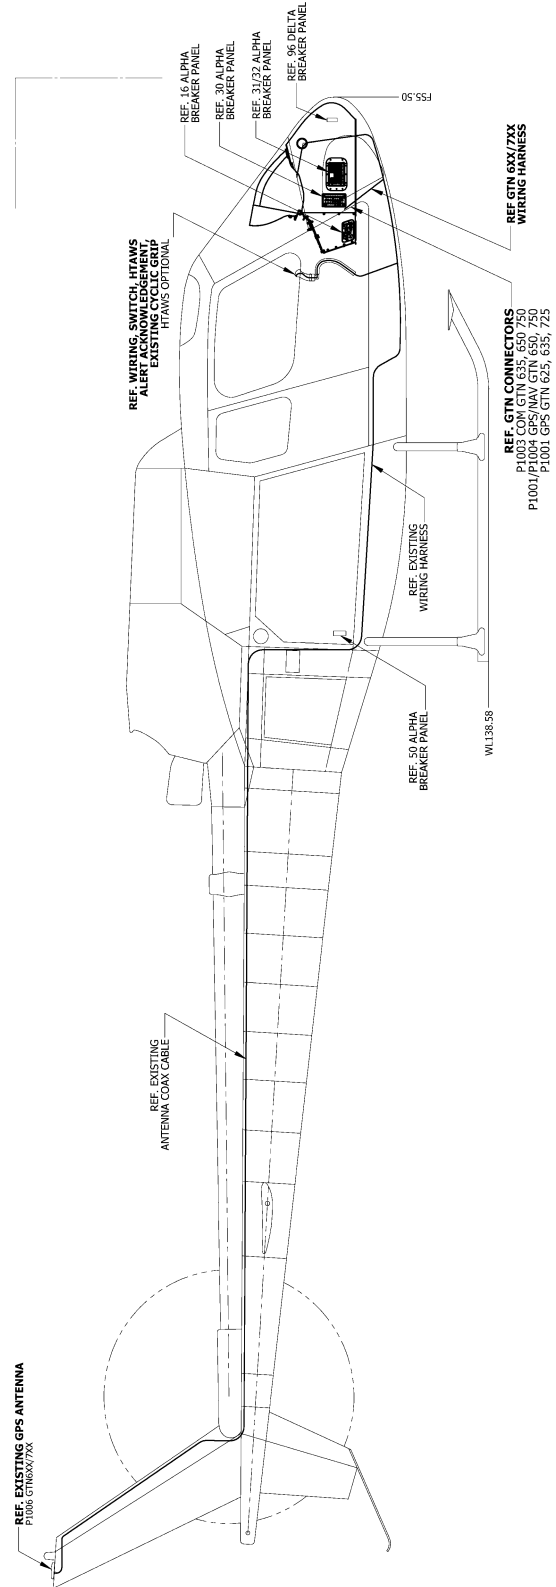 REF. EXISTING GPS ANTENNA
P1006 GTN6XX/7XX
REF. EXISTING
ANTENNA COAX CABLE
REF. WIRING, SWITCH, HTAWS
ALERT ACKNOWLEDGEMENT,
EXISTING CYCLIC GRIP
HTAWS OPTIONAL
REF. 16 ALPHA
BREAKER PANEL
REF. 30 ALPHA
BREAKER PANEL
REF. 31/32 ALPHA
BREAKER PANEL
REF. 96 DELTA
BREAKER PANEL
FS5.50
REF. 50 ALPHA
BREAKER PANEL
REF. EXISTING
WIRING HARNESS
WL138.58
REF. GTN CONNECTORS
P1003 COM GTN 635, 650 750
P1001/P1004 GPS/NAV GTN 650, 750
P1001 GPS GTN 625, 635, 725
REF GTN 6XX/7XX
WIRING HARNESS